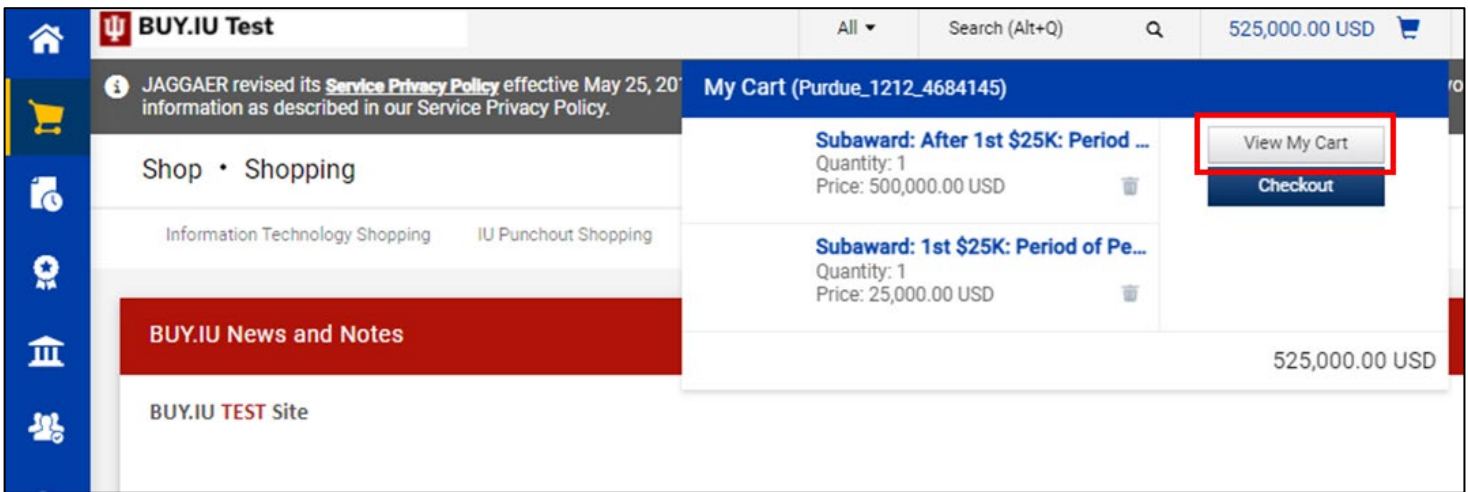 BUY.IU Test
All
Search (Alt+Q)
525,000.00 USD
JAGGAER revised its Service Privacy Policy effective May 25, 20
information as described in our Service Privacy Policy.
My Cart (Purdue_1212_4684145)
Subaward: After 1st $25K: Period ...
Quantity: 1
Price: 500,000.00 USD
View My Cart
Checkout
Shop • Shopping
Information Technology Shopping
IU Punchout Shopping
Subaward: 1st $25K: Period of Pe...
Quantity: 1
Price: 25,000.00 USD
BUY.IU News and Notes
525,000.00 USD
BUY.IU TEST Site